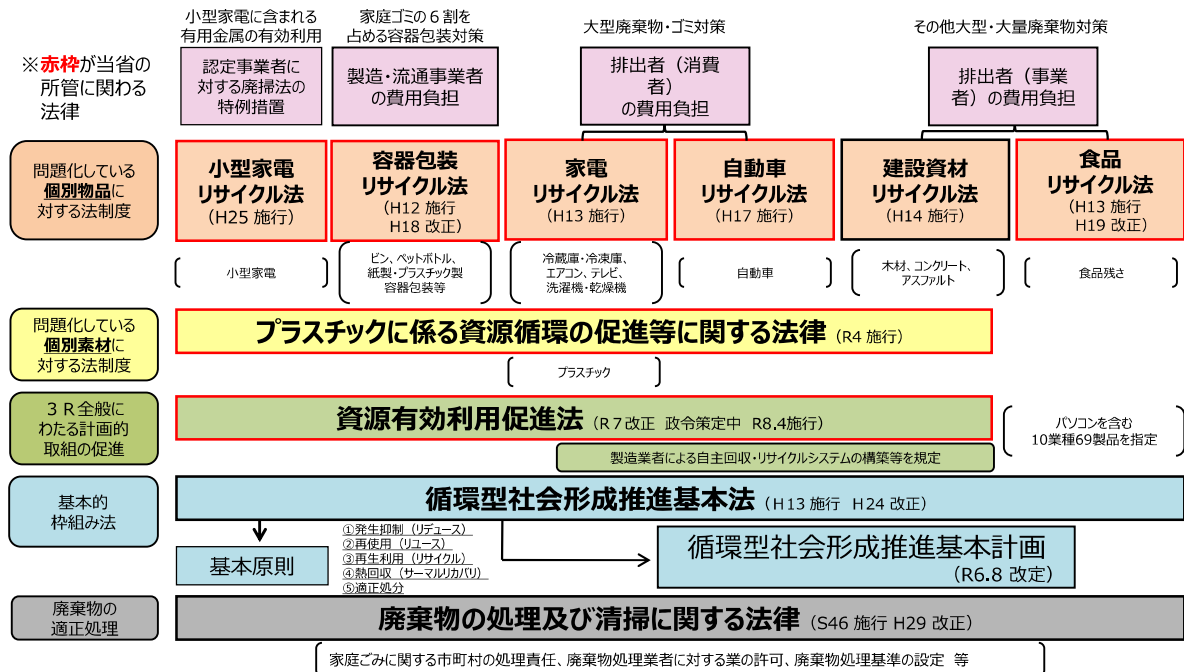 小型家電に含まれる
有用金属の有効利用
家庭ゴミの６割を
占める容器包装対策
大型廃棄物・ゴミ対策
その他大型・大量廃棄物対策
※赤枠が当省の
所管に関わる
法律
認定事業者に
対する廃掃法の
特例措置
製造・流通事業者
の費用負担
排出者（消費
者）
の費用負担
排出者（事業
者）の費用負担
問題化している
個別物品に
対する法制度
小型家電
リサイクル法
（H25 施行）
容器包装
リサイクル法
（H12 施行
H18 改正）
家電
リサイクル法
（H13 施行）
自動車
リサイクル法
（H17 施行）
建設資材
リサイクル法
（H14 施行）
食品
リサイクル法
（H13 施行
H19 改正）
小型家電
ビン、ペットボトル、
紙製・プラスチック製
容器包装等
冷蔵庫・冷凍庫、
エアコン、テレビ、
洗濯機・乾燥機
自動車
木材、コンクリート、
アスファルト
食品残さ
問題化している
個別素材に
対する法制度
プラスチックに係る資源循環の促進等に関する法律（R4 施行）
プラスチック
３Ｒ全般に
わたる計画的
取組の促進
資源有効利用促進法（R７改正 政令策定中 R8.4施行）
パソコンを含む
10業種69製品を指定
製造業者による自主回収・リサイクルシステムの構築等を規定
基本的
枠組み法
循環型社会形成推進基本法（H13 施行 H24 改正）
基本原則
①発生抑制（リデュース）
②再使用（リユース）
③再生利用（リサイクル）
④熱回収（サーマルリカバリ）
⑤適正処分
循環型社会形成推進基本計画
（R6.8 改定）
廃棄物の
適正処理
廃棄物の処理及び清掃に関する法律（S46 施行 H29 改正）
家庭ごみに関する市町村の処理責任、廃棄物処理業者に対する業の許可、廃棄物処理基準の設定 等